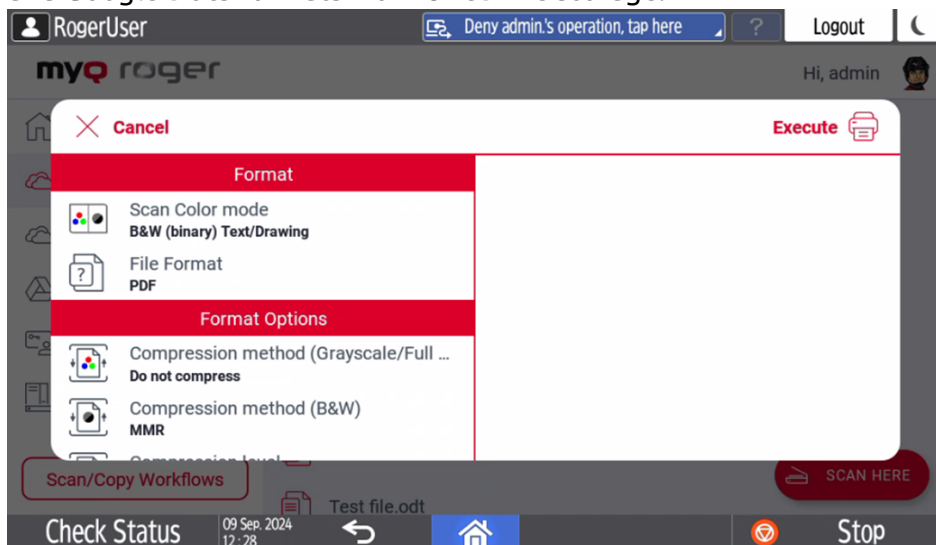 RogerUser
Deny admin.'s operation, tap here
?
Logout
myQ roger
Hi, admin
Cancel
Execute
Format
Scan Color mode
B&W (binary) Text/Drawing
File Format
PDF
Format Options
Compression method (Grayscale/Full ...
Do not compress
Compression method (B&W)
MMR
Compression level
Scan/Copy Workflows
SCAN HERE
Test file.odt
Check Status
09 Sep. 2024
12 : 28
Stop